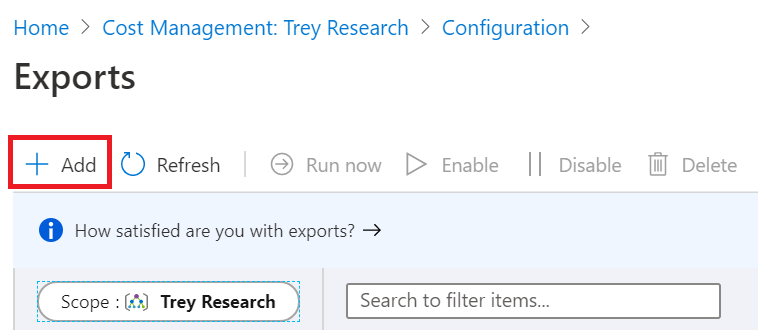 Home > Cost Management: Trey Research > Configuration >
Exports
Add Refresh Run now Enable Disable Delete
How satisfied are you with exports? →
Scope : Trey Research Search to filter items...